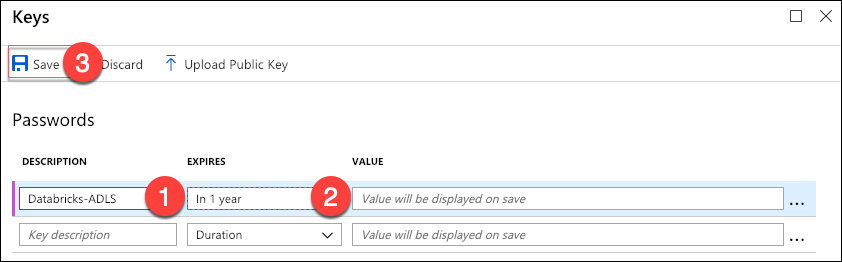 Keys
Save 3 Discard Upload Public Key
Passwords
DESCRIPTION EXPIRES VALUE
Databricks-ADLS 1 In 1 year 2 Value will be displayed on save ...
Key description Duration Value will be displayed on save ...